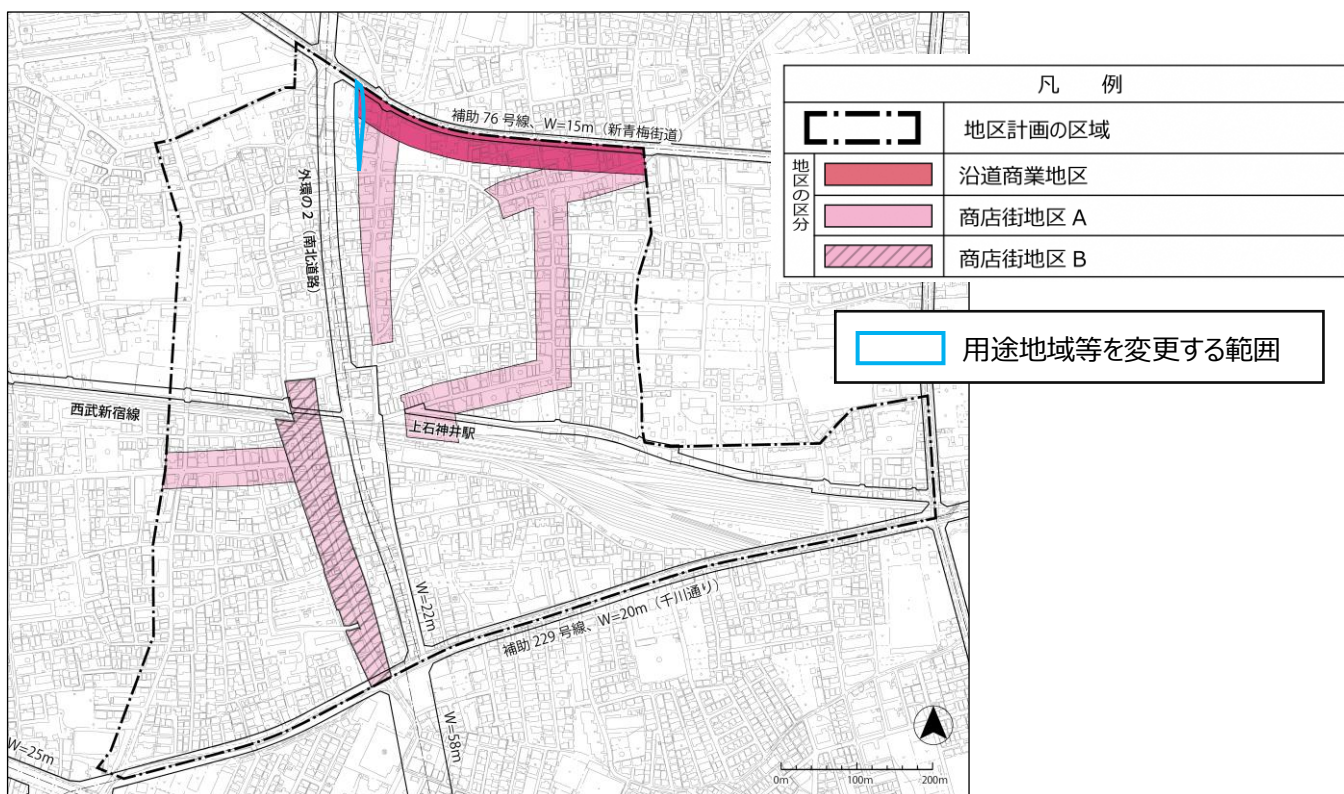 補助 76 号線、W=15m（新青梅街道）
外環の 2（南北道路）
西武新宿線
上石神井駅
W=22m
補助 229 号線、W=20m（千川通り）
W=25m
W=58m
0m 100m 200m
凡　例
地区計画の区域
地区の区分
沿道商業地区
商店街地区 A
商店街地区 B
用途地域等を変更する範囲